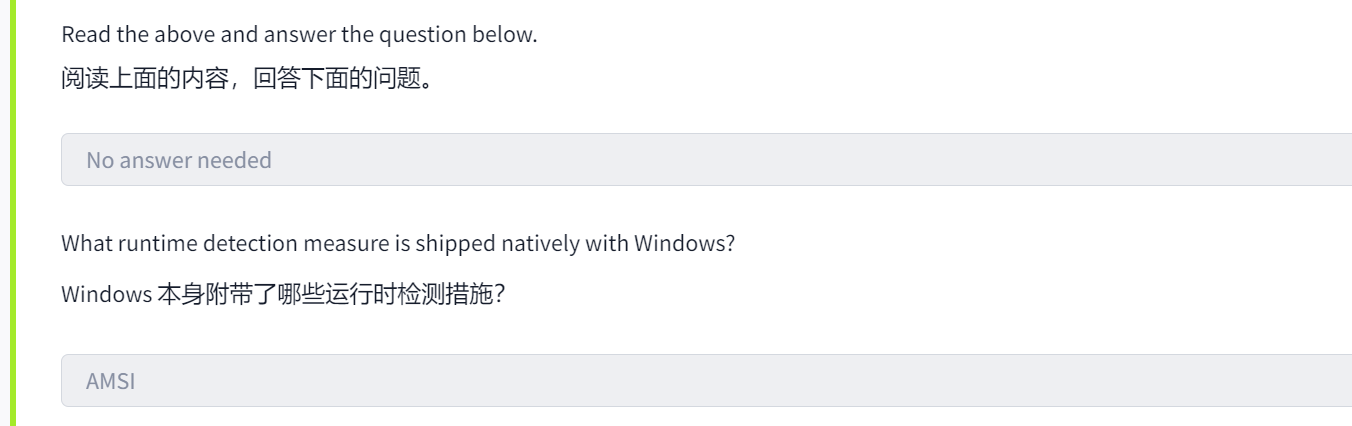 Read the above and answer the question below.
阅读上面的内容，回答下面的问题。
No answer needed
What runtime detection measure is shipped natively with Windows?
Windows 本身附带了哪些运行时检测措施？
AMSI